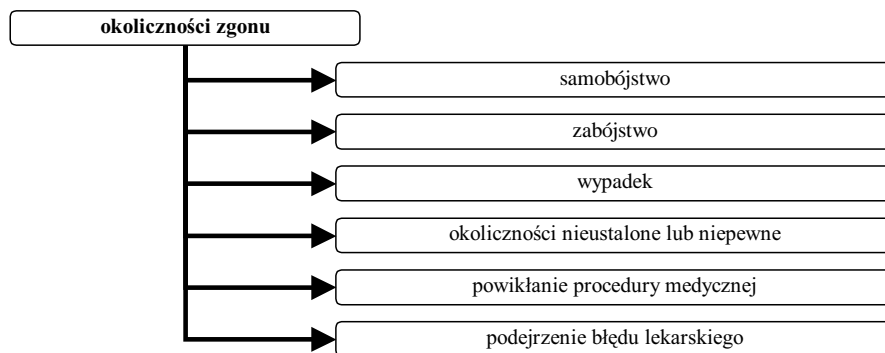 okoliczności zgonu
samobójstwo
zabójstwo
wypadek
okoliczności nieustalone lub niepewne
powikłanie procedury medycznej
podejrzenie błędu lekarskiego